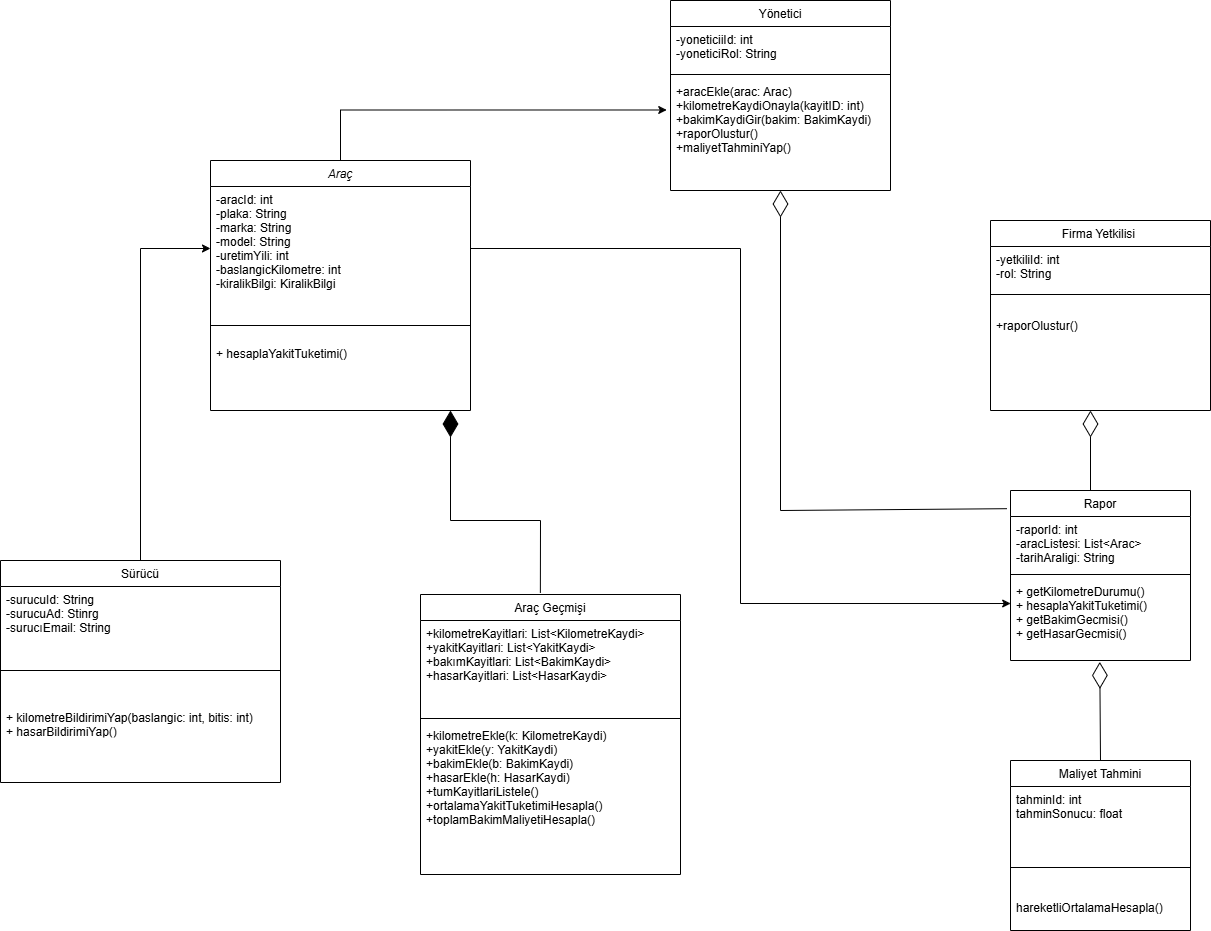 Yönetici
-yoneticiiId: int
-yoneticiRol: String
+aracEkle(arac: Arac)
+kilometreKaydiOnayla(kayitID: int)
+bakimKaydiGir(bakim: BakimKaydi)
+raporOlustur()
+maliyetTahminiYap()
Araç
-aracId: int
-plaka: String
-marka: String
-model: String
-uretimYili: int
-baslangicKilometre: int
-kiralikBilgi: KiralikBilgi
+ hesaplaYakitTuketimi()
Firma Yetkilisi
-yetkiliId: int
-rol: String
+raporOlustur()
Rapor
-raporId: int
-aracListesi: List<Arac>
-tarihAraligi: String
+ getKilometreDurumu()
+ hesaplaYakitTuketimi()
+ getBakimGecmisi()
+ getHasarGecmisi()
Sürücü
-surucuId: String
-surucuAd: Stinrg
-surucıEmail: String
+ kilometreBildirimiYap(baslangic: int, bitis: int)
+ hasarBildirimiYap()
Araç Geçmişi
+kilometreKayitlari: List<KilometreKaydi>
+yakitKayitlari: List<YakitKaydi>
+bakımKayitlari: List<BakimKaydi>
+hasarKayitlari: List<HasarKaydi>
+kilometreEkle(k: KilometreKaydi)
+yakitEkle(y: YakitKaydi)
+bakimEkle(b: BakimKaydi)
+hasarEkle(h: HasarKaydi)
+tumKayitlariListele()
+ortalamaYakitTuketimiHesapla()
+toplamBakimMaliyetiHesapla()
Maliyet Tahmini
tahminId: int
tahminSonucu: float
hareketliOrtalamaHesapla()